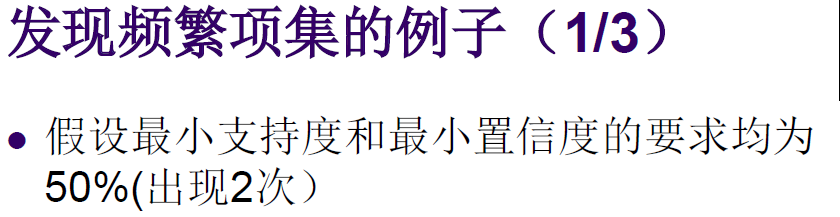 发现频繁项集的例子（1/3）
● 假设最小支持度和最小置信度的要求均为
50%(出现2次）